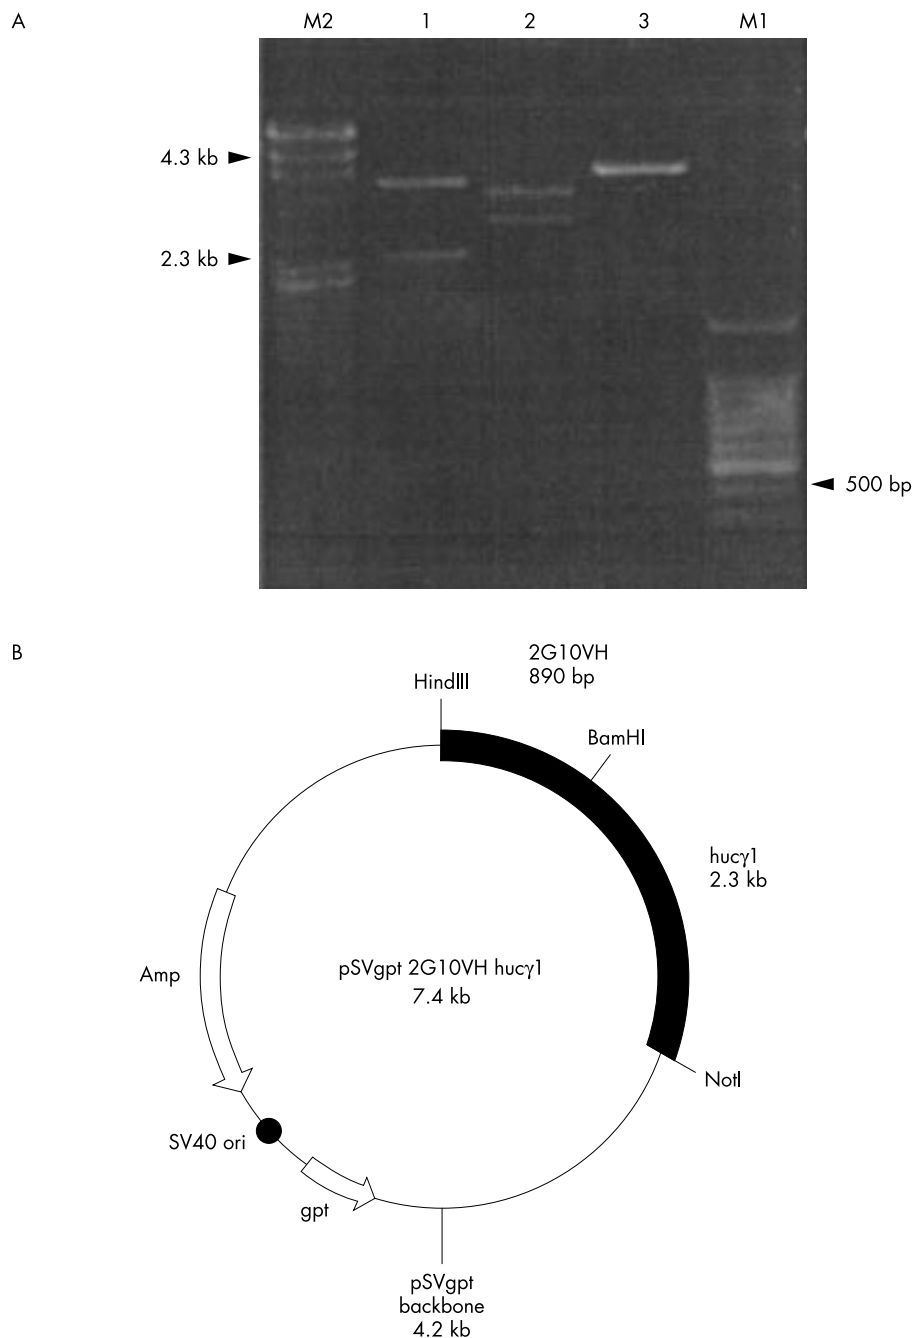 A
M2 1 2 3 M1
4.3 kb
2.3 kb
500 bp
B
2G10VH
890 bp
HindIII
BamHI
hucγ1
2.3 kb
Amp
pSVgpt 2G10VH hucγ1
7.4 kb
NotI
SV40 ori
gpt
pSVgpt
backbone
4.2 kb